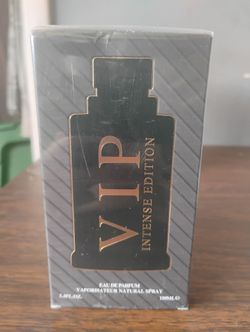 VIP
INTENSE EDITION
EAU DE PARFUM
VAPORISATEUR NATURAL SPRAY
3.4FL.OZ. 100ML℮